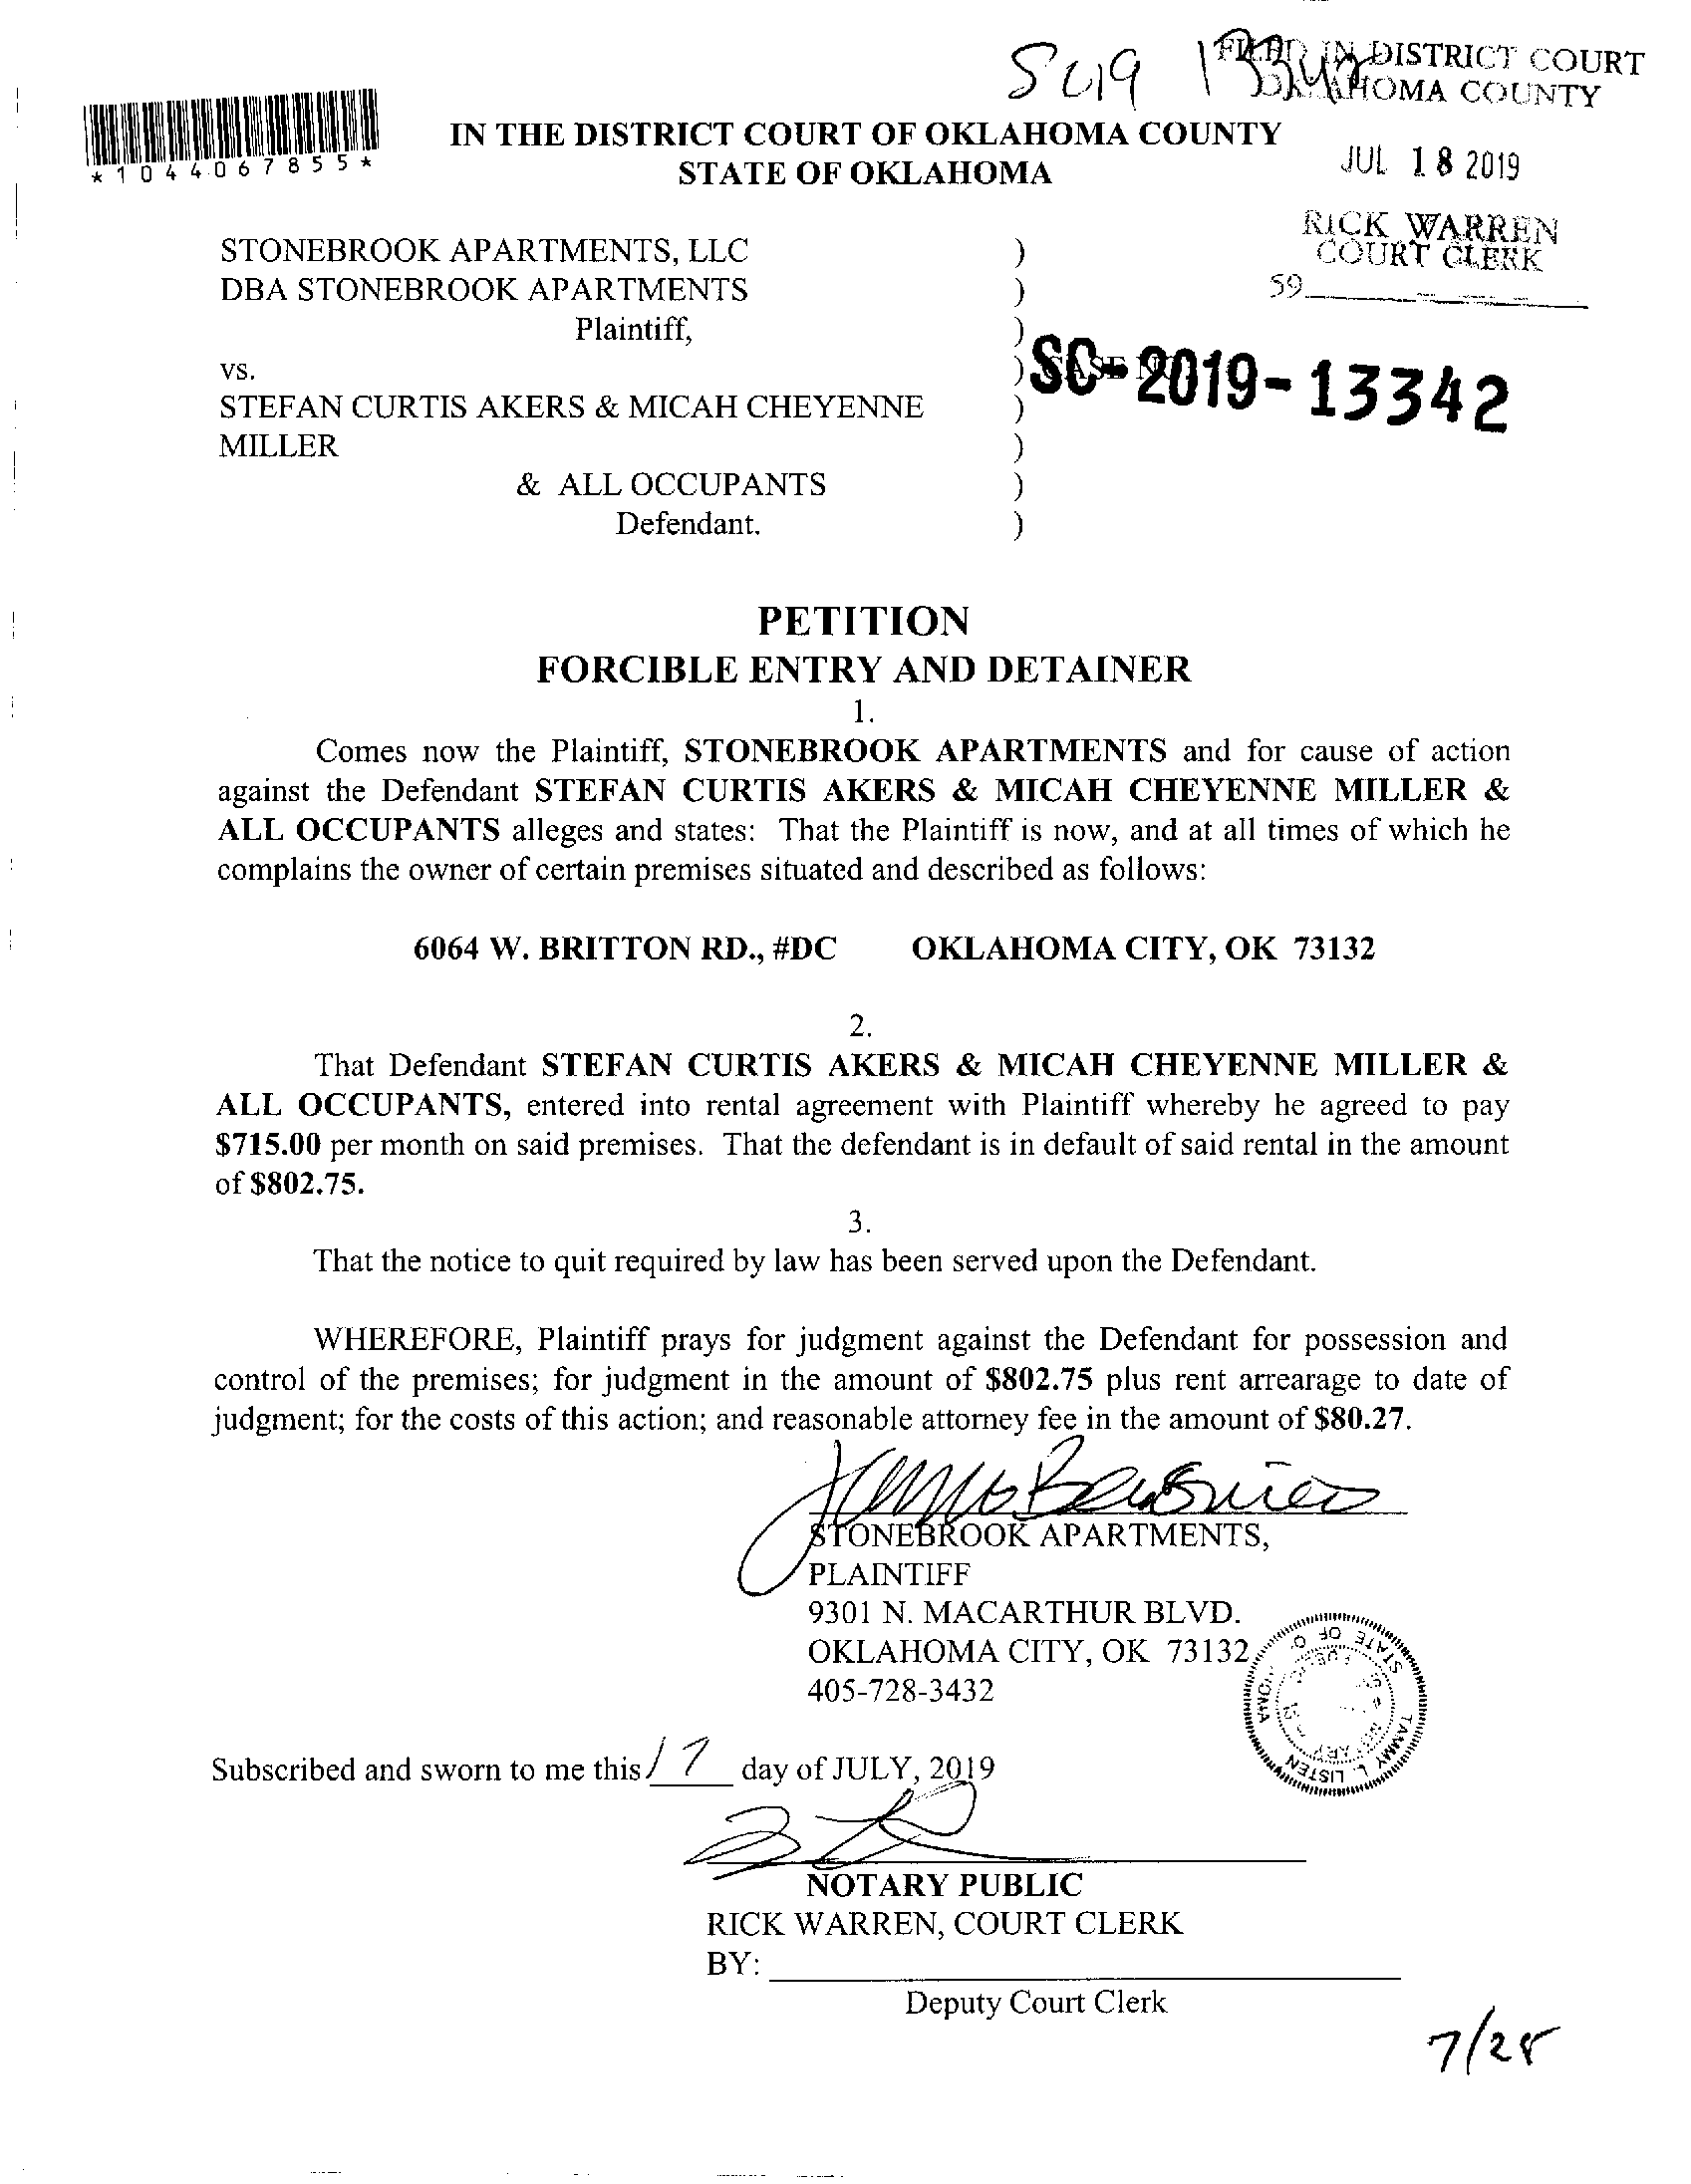 SC19 13342
FILED IN DISTRICT COURT
OKLAHOMA COUNTY
*1044067855*
IN THE DISTRICT COURT OF OKLAHOMA COUNTY
STATE OF OKLAHOMA
JUL 18 2019
RICK WARREN
COURT CLERK
59
STONEBROOK APARTMENTS, LLC )
DBA STONEBROOK APARTMENTS )
Plaintiff, )
vs. ) CASE NO. SC-2019-13342
STEFAN CURTIS AKERS & MICAH CHEYENNE )
MILLER )
& ALL OCCUPANTS )
Defendant. )
PETITION
FORCIBLE ENTRY AND DETAINER
1.
Comes now the Plaintiff, STONEBROOK APARTMENTS and for cause of action
against the Defendant STEFAN CURTIS AKERS & MICAH CHEYENNE MILLER &
ALL OCCUPANTS alleges and states: That the Plaintiff is now, and at all times of which he
complains the owner of certain premises situated and described as follows:
6064 W. BRITTON RD., #DC OKLAHOMA CITY, OK 73132
2.
That Defendant STEFAN CURTIS AKERS & MICAH CHEYENNE MILLER &
ALL OCCUPANTS, entered into rental agreement with Plaintiff whereby he agreed to pay
$715.00 per month on said premises. That the defendant is in default of said rental in the amount
of $802.75.
3.
That the notice to quit required by law has been served upon the Defendant.
WHEREFORE, Plaintiff prays for judgment against the Defendant for possession and
control of the premises; for judgment in the amount of $802.75 plus rent arrearage to date of
judgment; for the costs of this action; and reasonable attorney fee in the amount of $80.27.
STONEBROOK APARTMENTS,
PLAINTIFF
9301 N. MACARTHUR BLVD.
OKLAHOMA CITY, OK 73132
405-728-3432
TAMMY L. LISTEN
STATE OF
Subscribed and sworn to me this 17 day of JULY, 2019
NOTARY PUBLIC
RICK WARREN, COURT CLERK
BY:
Deputy Court Clerk
7/25